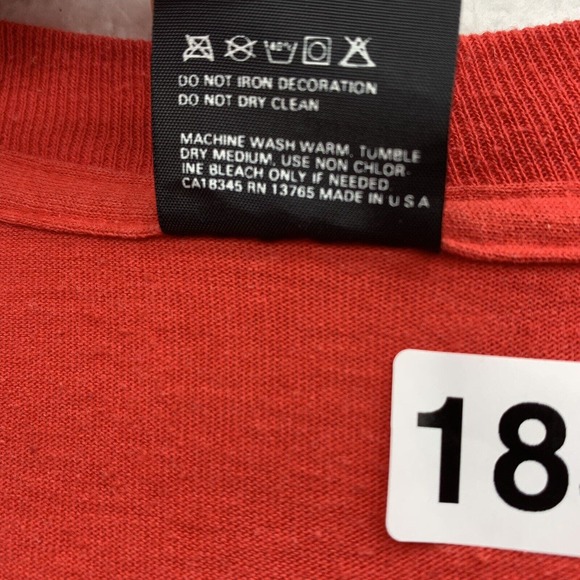 DO NOT IRON DECORATION
DO NOT DRY CLEAN
MACHINE WASH WARM, TUMBLE
DRY MEDIUM, USE NON CHLOR-
INE BLEACH ONLY IF NEEDED.
CA18345 RN 13765 MADE IN U S A
18